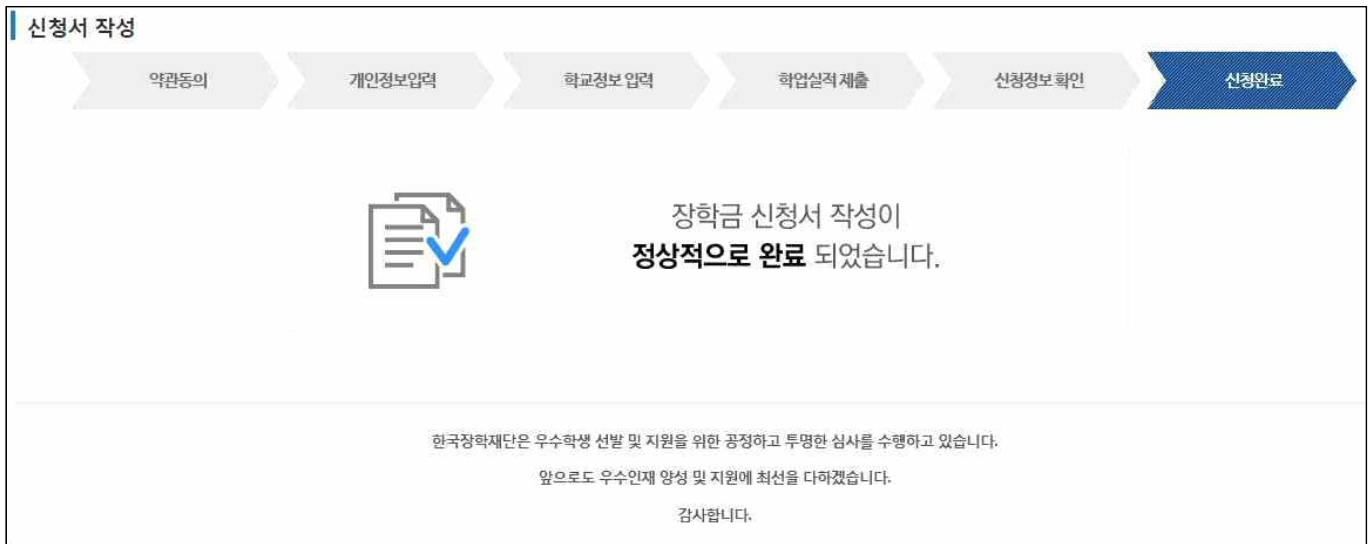 신청서 작성
약관동의
개인정보입력
학교정보 입력
학업실적 제출
신청정보 확인
신청완료
장학금 신청서 작성이
정상적으로 완료 되었습니다.
한국장학재단은 우수학생 선발 및 지원을 위한 공정하고 투명한 심사를 수행하고 있습니다.
앞으로도 우수인재 양성 및 지원에 최선을 다하겠습니다.
감사합니다.